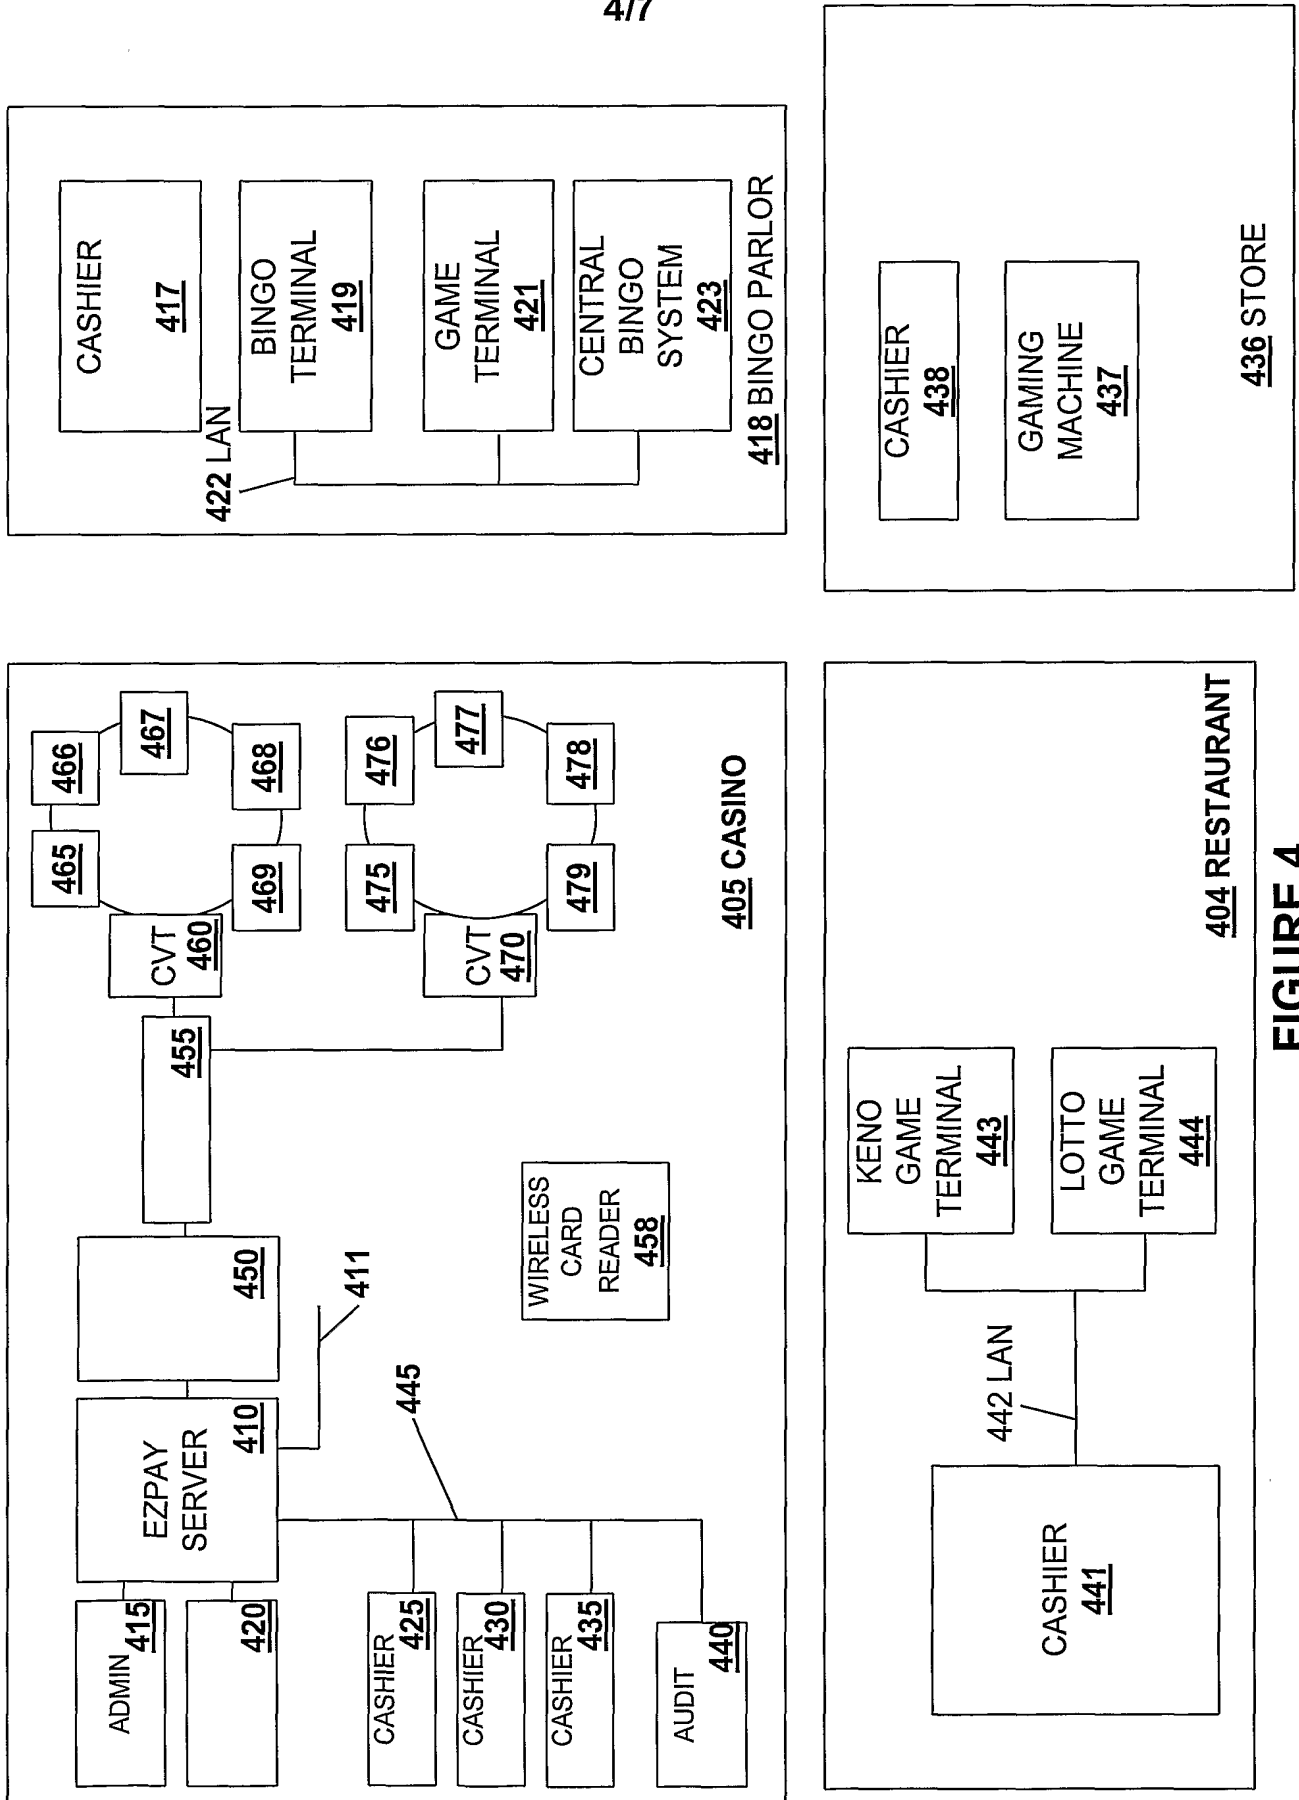 4/7
ADMIN
415
420
EZPAY
SERVER
410
450
455
411
445
CASHIER
425
CASHIER
430
CASHIER
435
AUDIT
440
WIRELESS
CARD
READER
458
CVT
460
465
466
467
468
469
CVT
470
475
476
477
478
479
405 CASINO
CASHIER
417
422 LAN
BINGO
TERMINAL
419
GAME
TERMINAL
421
CENTRAL
BINGO
SYSTEM
423
418 BINGO PARLOR
CASHIER
441
442 LAN
KENO
GAME
TERMINAL
443
LOTTO
GAME
TERMINAL
444
404 RESTAURANT
CASHIER
438
GAMING
MACHINE
437
436 STORE
FIGURE 4